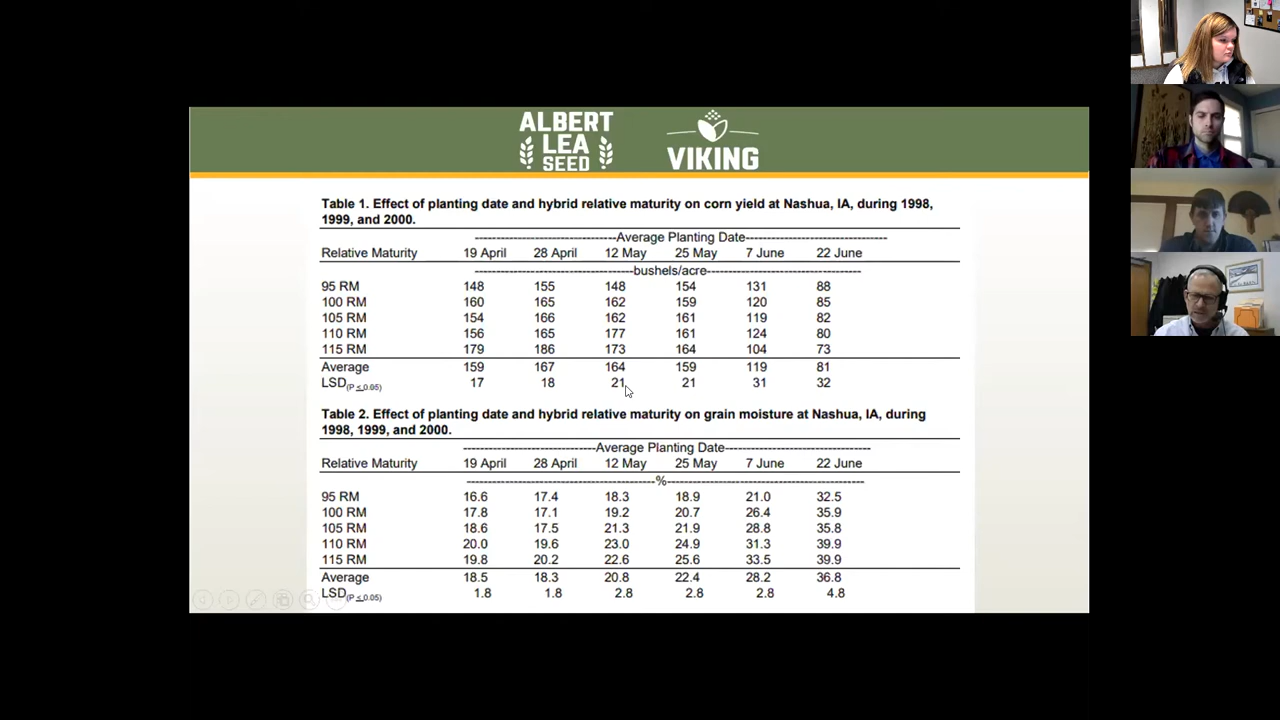 ALBERT
LEA
SEED
VIKING
Table 1. Effect of planting date and hybrid relative maturity on corn yield at Nashua, IA, during 1998,
1999, and 2000.
--------------------------------Average Planting Date--------------------------------
Relative Maturity 19 April 28 April 12 May 25 May 7 June 22 June
-----------------------------------bushels/acre-----------------------------------
95 RM 148 155 148 154 131 88
100 RM 160 165 162 159 120 85
105 RM 154 166 162 161 119 82
110 RM 156 165 177 161 124 80
115 RM 179 186 173 164 104 73
Average 159 167 164 159 119 81
LSD(P ≤ 0.05) 17 18 21 21 31 32
Table 2. Effect of planting date and hybrid relative maturity on grain moisture at Nashua, IA, during
1998, 1999, and 2000.
------------------------------Average Planting Date--------------------------------
Relative Maturity 19 April 28 April 12 May 25 May 7 June 22 June
------------------------------------------%------------------------------------------
95 RM 16.6 17.4 18.3 18.9 21.0 32.5
100 RM 17.8 17.1 19.2 20.7 26.4 35.9
105 RM 18.6 17.5 21.3 21.9 28.8 35.8
110 RM 20.0 19.6 23.0 24.9 31.3 39.9
115 RM 19.8 20.2 22.6 25.6 33.5 39.9
Average 18.5 18.3 20.8 22.4 28.2 36.8
LSD(P ≤ 0.05) 1.8 1.8 2.8 2.8 2.8 4.8